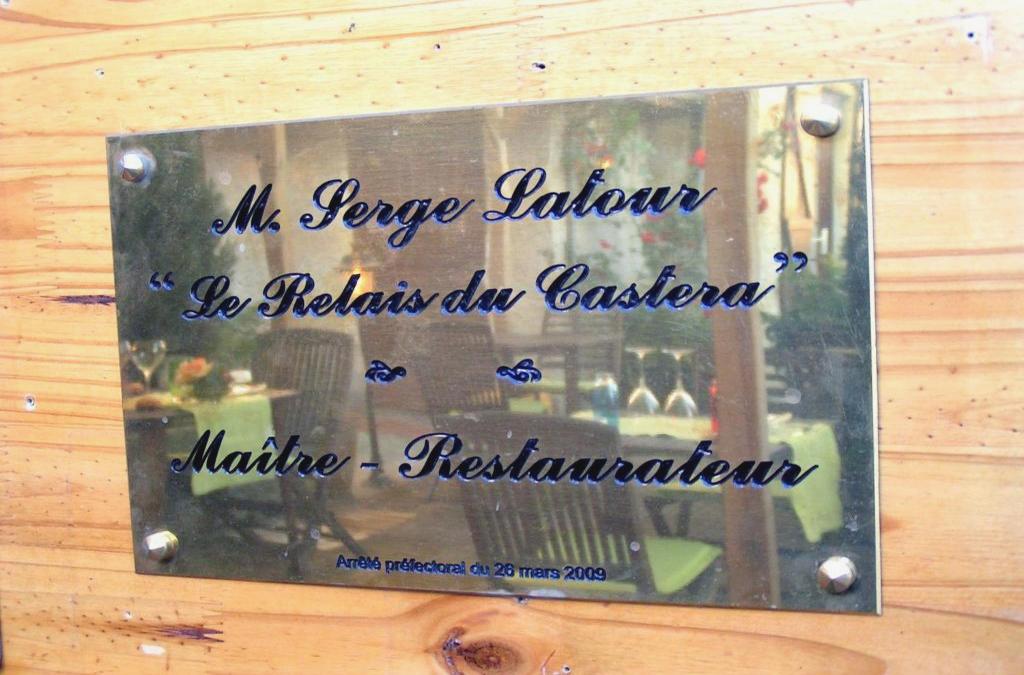 M. Serge Latour
“Le Relais du Castera”
Maître - Restaurateur
Arrêté préfectoral du 26 mars 2009